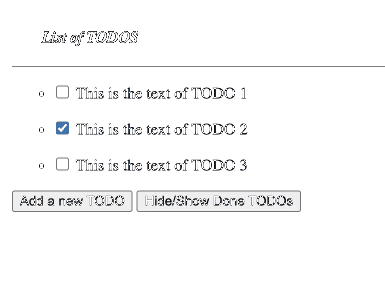 List of TODOS
This is the text of TODO 1
This is the text of TODO 2
This is the text of TODO 3
Add a new TODO Hide/Show Done TODOs